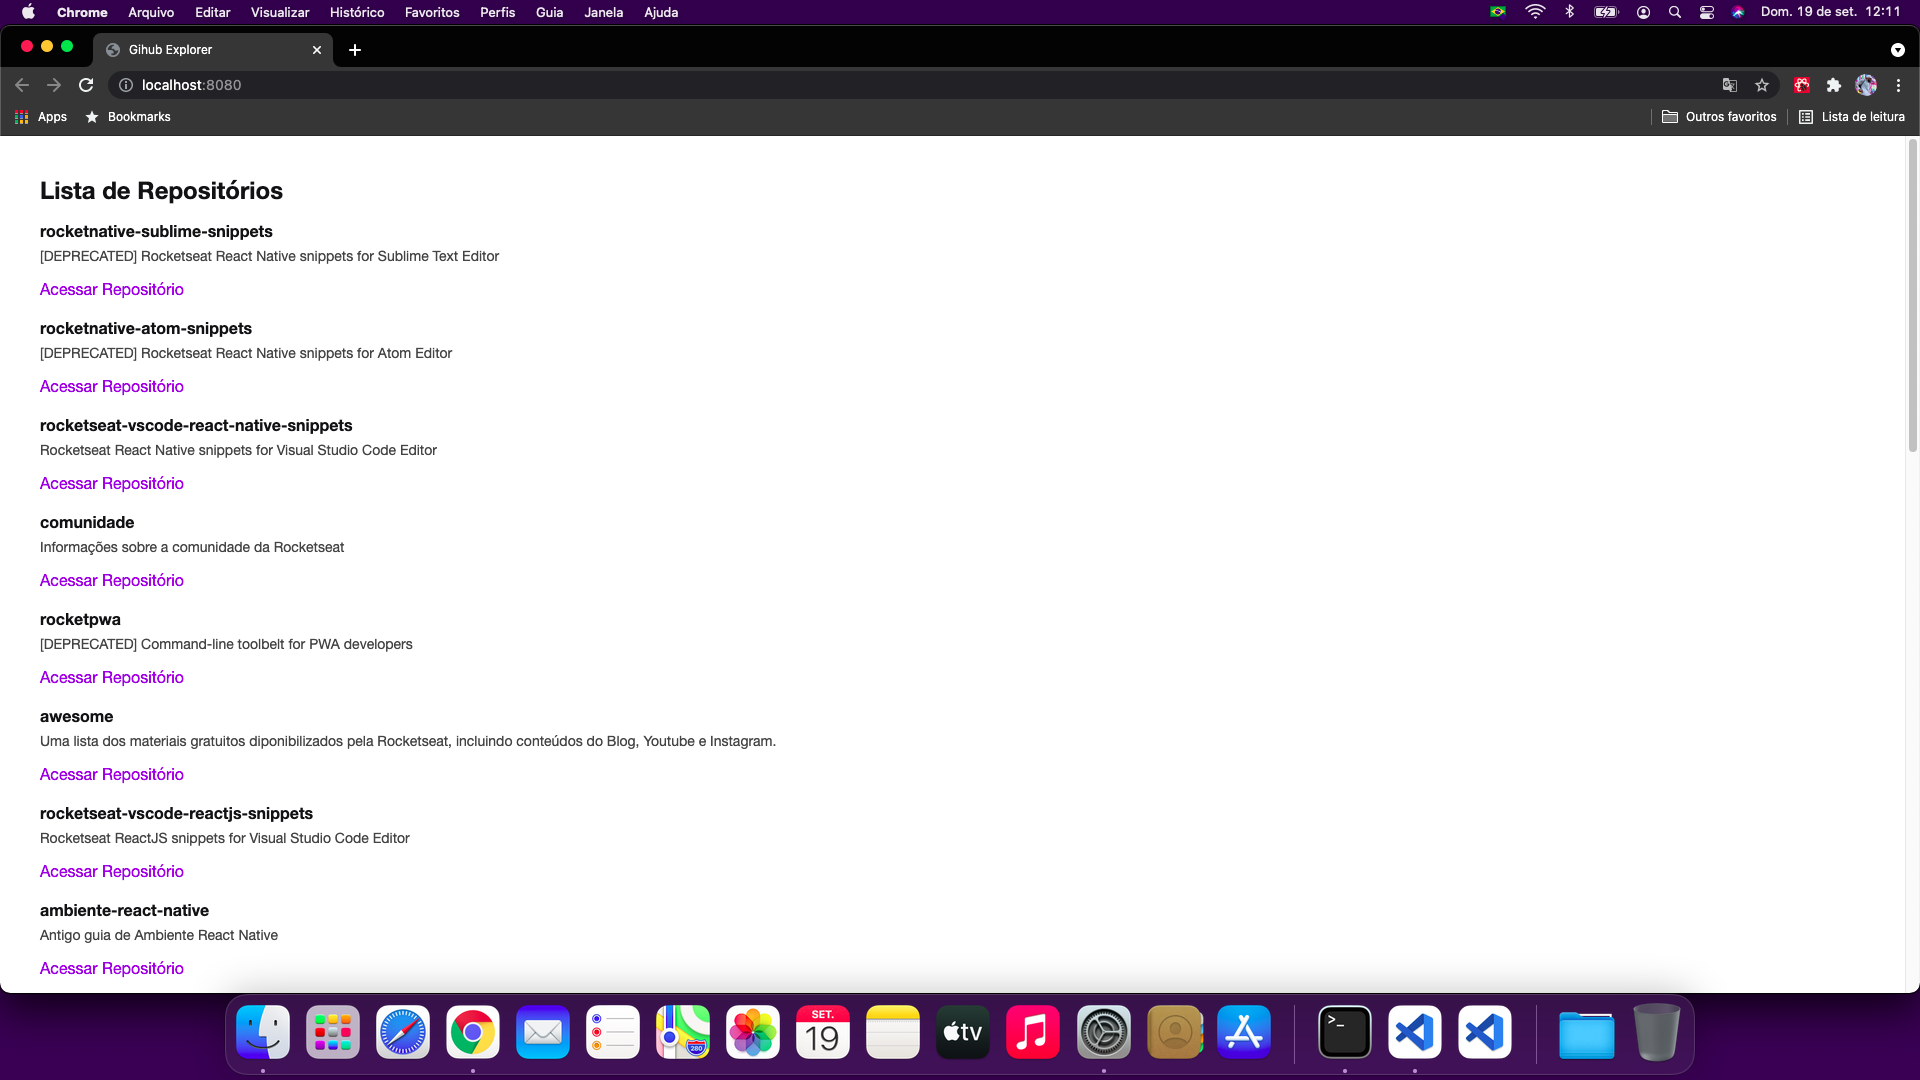 Chrome Arquivo Editar Visualizar Histórico Favoritos Perfis Guia Janela Ajuda Dom. 19 de set. 12:11
Gihub Explorer
localhost:8080
Apps Bookmarks Outros favoritos Lista de leitura
Lista de Repositórios
rocketnative-sublime-snippets
[DEPRECATED] Rocketseat React Native snippets for Sublime Text Editor
Acessar Repositório
rocketnative-atom-snippets
[DEPRECATED] Rocketseat React Native snippets for Atom Editor
Acessar Repositório
rocketseat-vscode-react-native-snippets
Rocketseat React Native snippets for Visual Studio Code Editor
Acessar Repositório
comunidade
Informações sobre a comunidade da Rocketseat
Acessar Repositório
rocketpwa
[DEPRECATED] Command-line toolbelt for PWA developers
Acessar Repositório
awesome
Uma lista dos materiais gratuitos diponibilizados pela Rocketseat, incluindo conteúdos do Blog, Youtube e Instagram.
Acessar Repositório
rocketseat-vscode-reactjs-snippets
Rocketseat ReactJS snippets for Visual Studio Code Editor
Acessar Repositório
ambiente-react-native
Antigo guia de Ambiente React Native
Acessar Repositório
SET.
19
tv
280
>_